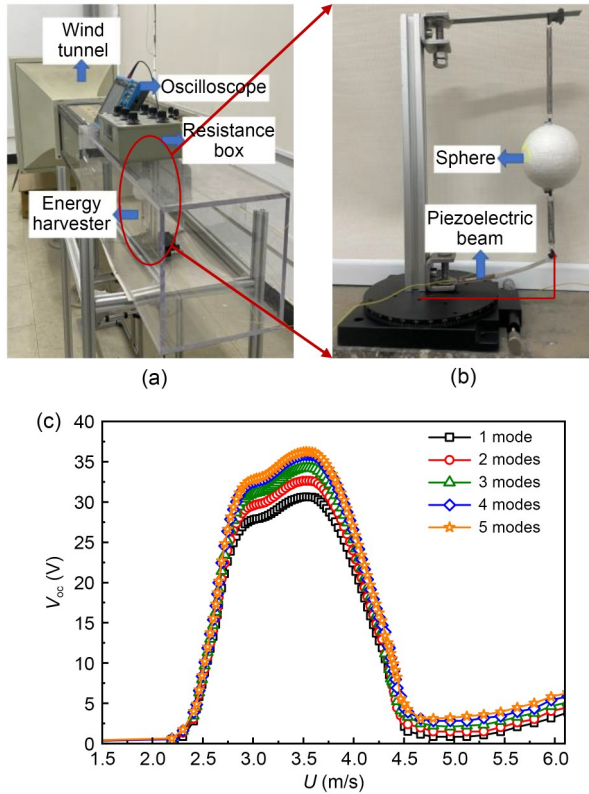 Wind
tunnel
Oscilloscope
Resistance
box
Energy
harvester
Sphere
Piezoelectric
beam
(a)
(b)
(c)
40
35
30
25
20
15
10
5
0
V_oc (V)
1 mode
2 modes
3 modes
4 modes
5 modes
1.5 2.0 2.5 3.0 3.5 4.0 4.5 5.0 5.5 6.0
U (m/s)